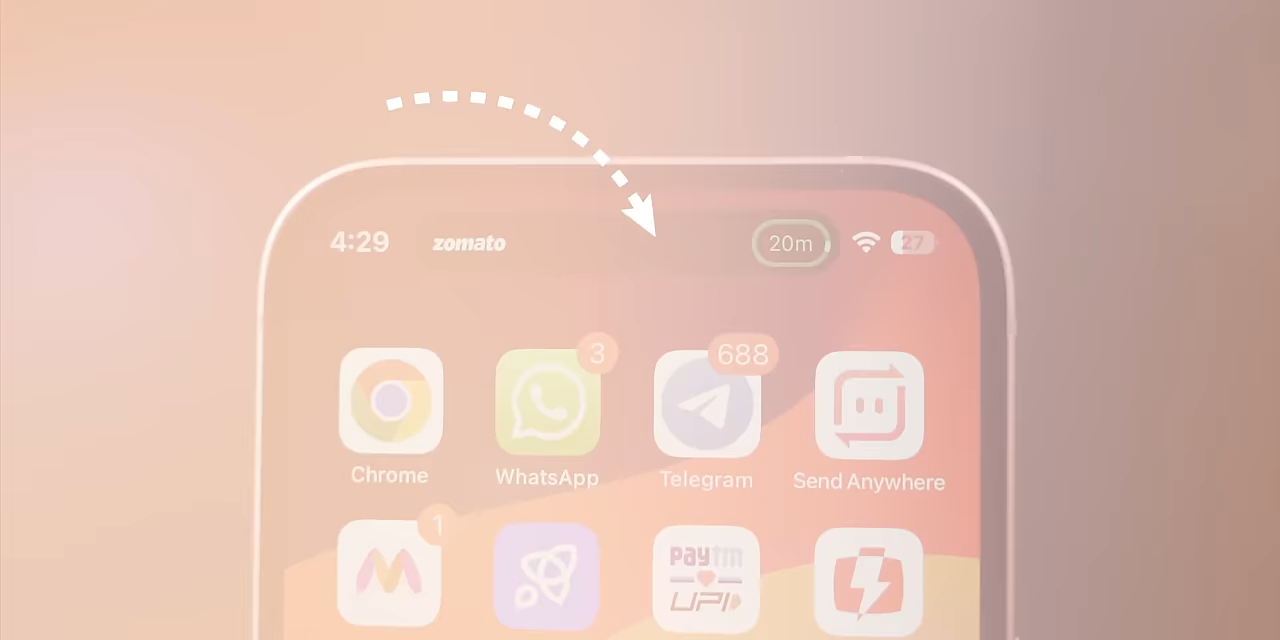 4:29 zomato 20m 27
3 688
Chrome WhatsApp Telegram Send Anywhere
1
paytm
UPI